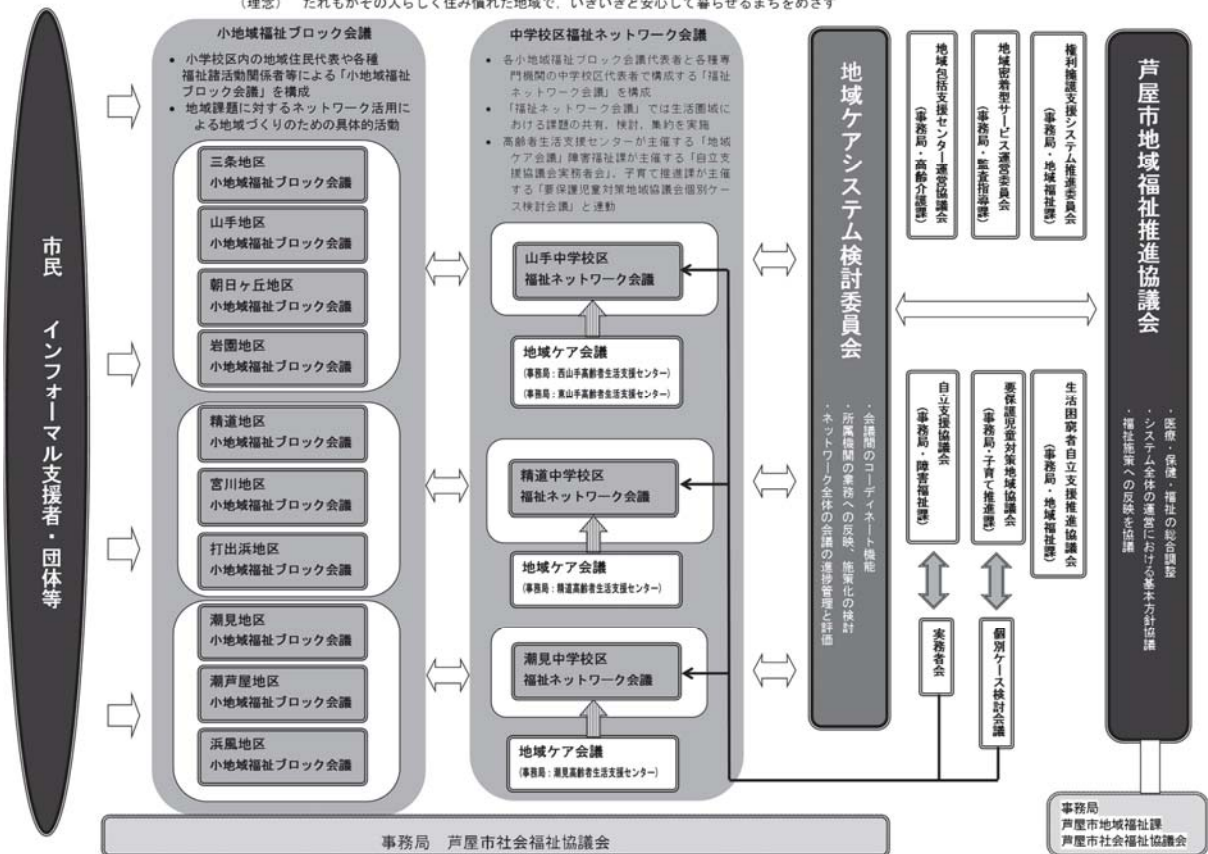 (理念) だれもがその人らしく住み慣れた地域で，いきいきと安心して暮らせるまちをめざす
市民 インフォーマル支援者・団体等
小地域福祉ブロック会議
• 小学校区内の地域住民代表や各種
福祉諸活動関係者等による「小地域福祉
ブロック会議」を構成
• 地域課題に対するネットワーク活用に
よる地域づくりのための具体的活動
三条地区
小地域福祉ブロック会議
山手地区
小地域福祉ブロック会議
朝日ヶ丘地区
小地域福祉ブロック会議
岩園地区
小地域福祉ブロック会議
精道地区
小地域福祉ブロック会議
宮川地区
小地域福祉ブロック会議
打出浜地区
小地域福祉ブロック会議
潮見地区
小地域福祉ブロック会議
潮芦屋地区
小地域福祉ブロック会議
浜風地区
小地域福祉ブロック会議
中学校区福祉ネットワーク会議
• 各小地域福祉ブロック会議代表者と各種専
門機関の中学校区代表者で構成する「福祉
ネットワーク会議」を構成
• 「福祉ネットワーク会議」では生活圏域に
おける課題の共有，検討，集約を実施
• 高齢者生活支援センターが主催する「地域
ケア会議」障害福祉課が主催する「自立支
援協議会実務者会」、子育て推進課が主催
する「要保護児童対策地域協議会個別ケー
ス検討会議」と連動
山手中学校区
福祉ネットワーク会議
地域ケア会議
(事務局：西山手高齢者生活支援センター)
(事務局：東山手高齢者生活支援センター)
精道中学校区
福祉ネットワーク会議
地域ケア会議
(事務局：精道高齢者生活支援センター)
潮見中学校区
福祉ネットワーク会議
地域ケア会議
(事務局：潮見高齢者生活支援センター)
地域ケアシステム検討委員会
・会議間のコーディネート機能
・所属機関の業務への反映、施策化の検討
・ネットワーク全体の会議の進捗管理と評価
地域包括支援センター運営協議会
(事務局・高齢介護課)
地域密着型サービス運営委員会
(事務局・監査指導課)
権利擁護支援システム推進委員会
(事務局・地域福祉課)
自立支援協議会
(事務局・障害福祉課)
要保護児童対策地域協議会
(事務局・子育て推進課)
生活困窮者自立支援推進協議会
(事務局・地域福祉課)
実務者会
個別ケース検討会議
芦屋市地域福祉推進協議会
・医療・保健・福祉の総合調整
・システム全体の運営における基本方針協議
・福祉施策への反映を協議
事務局 芦屋市社会福祉協議会
事務局
芦屋市地域福祉課
芦屋市社会福祉協議会